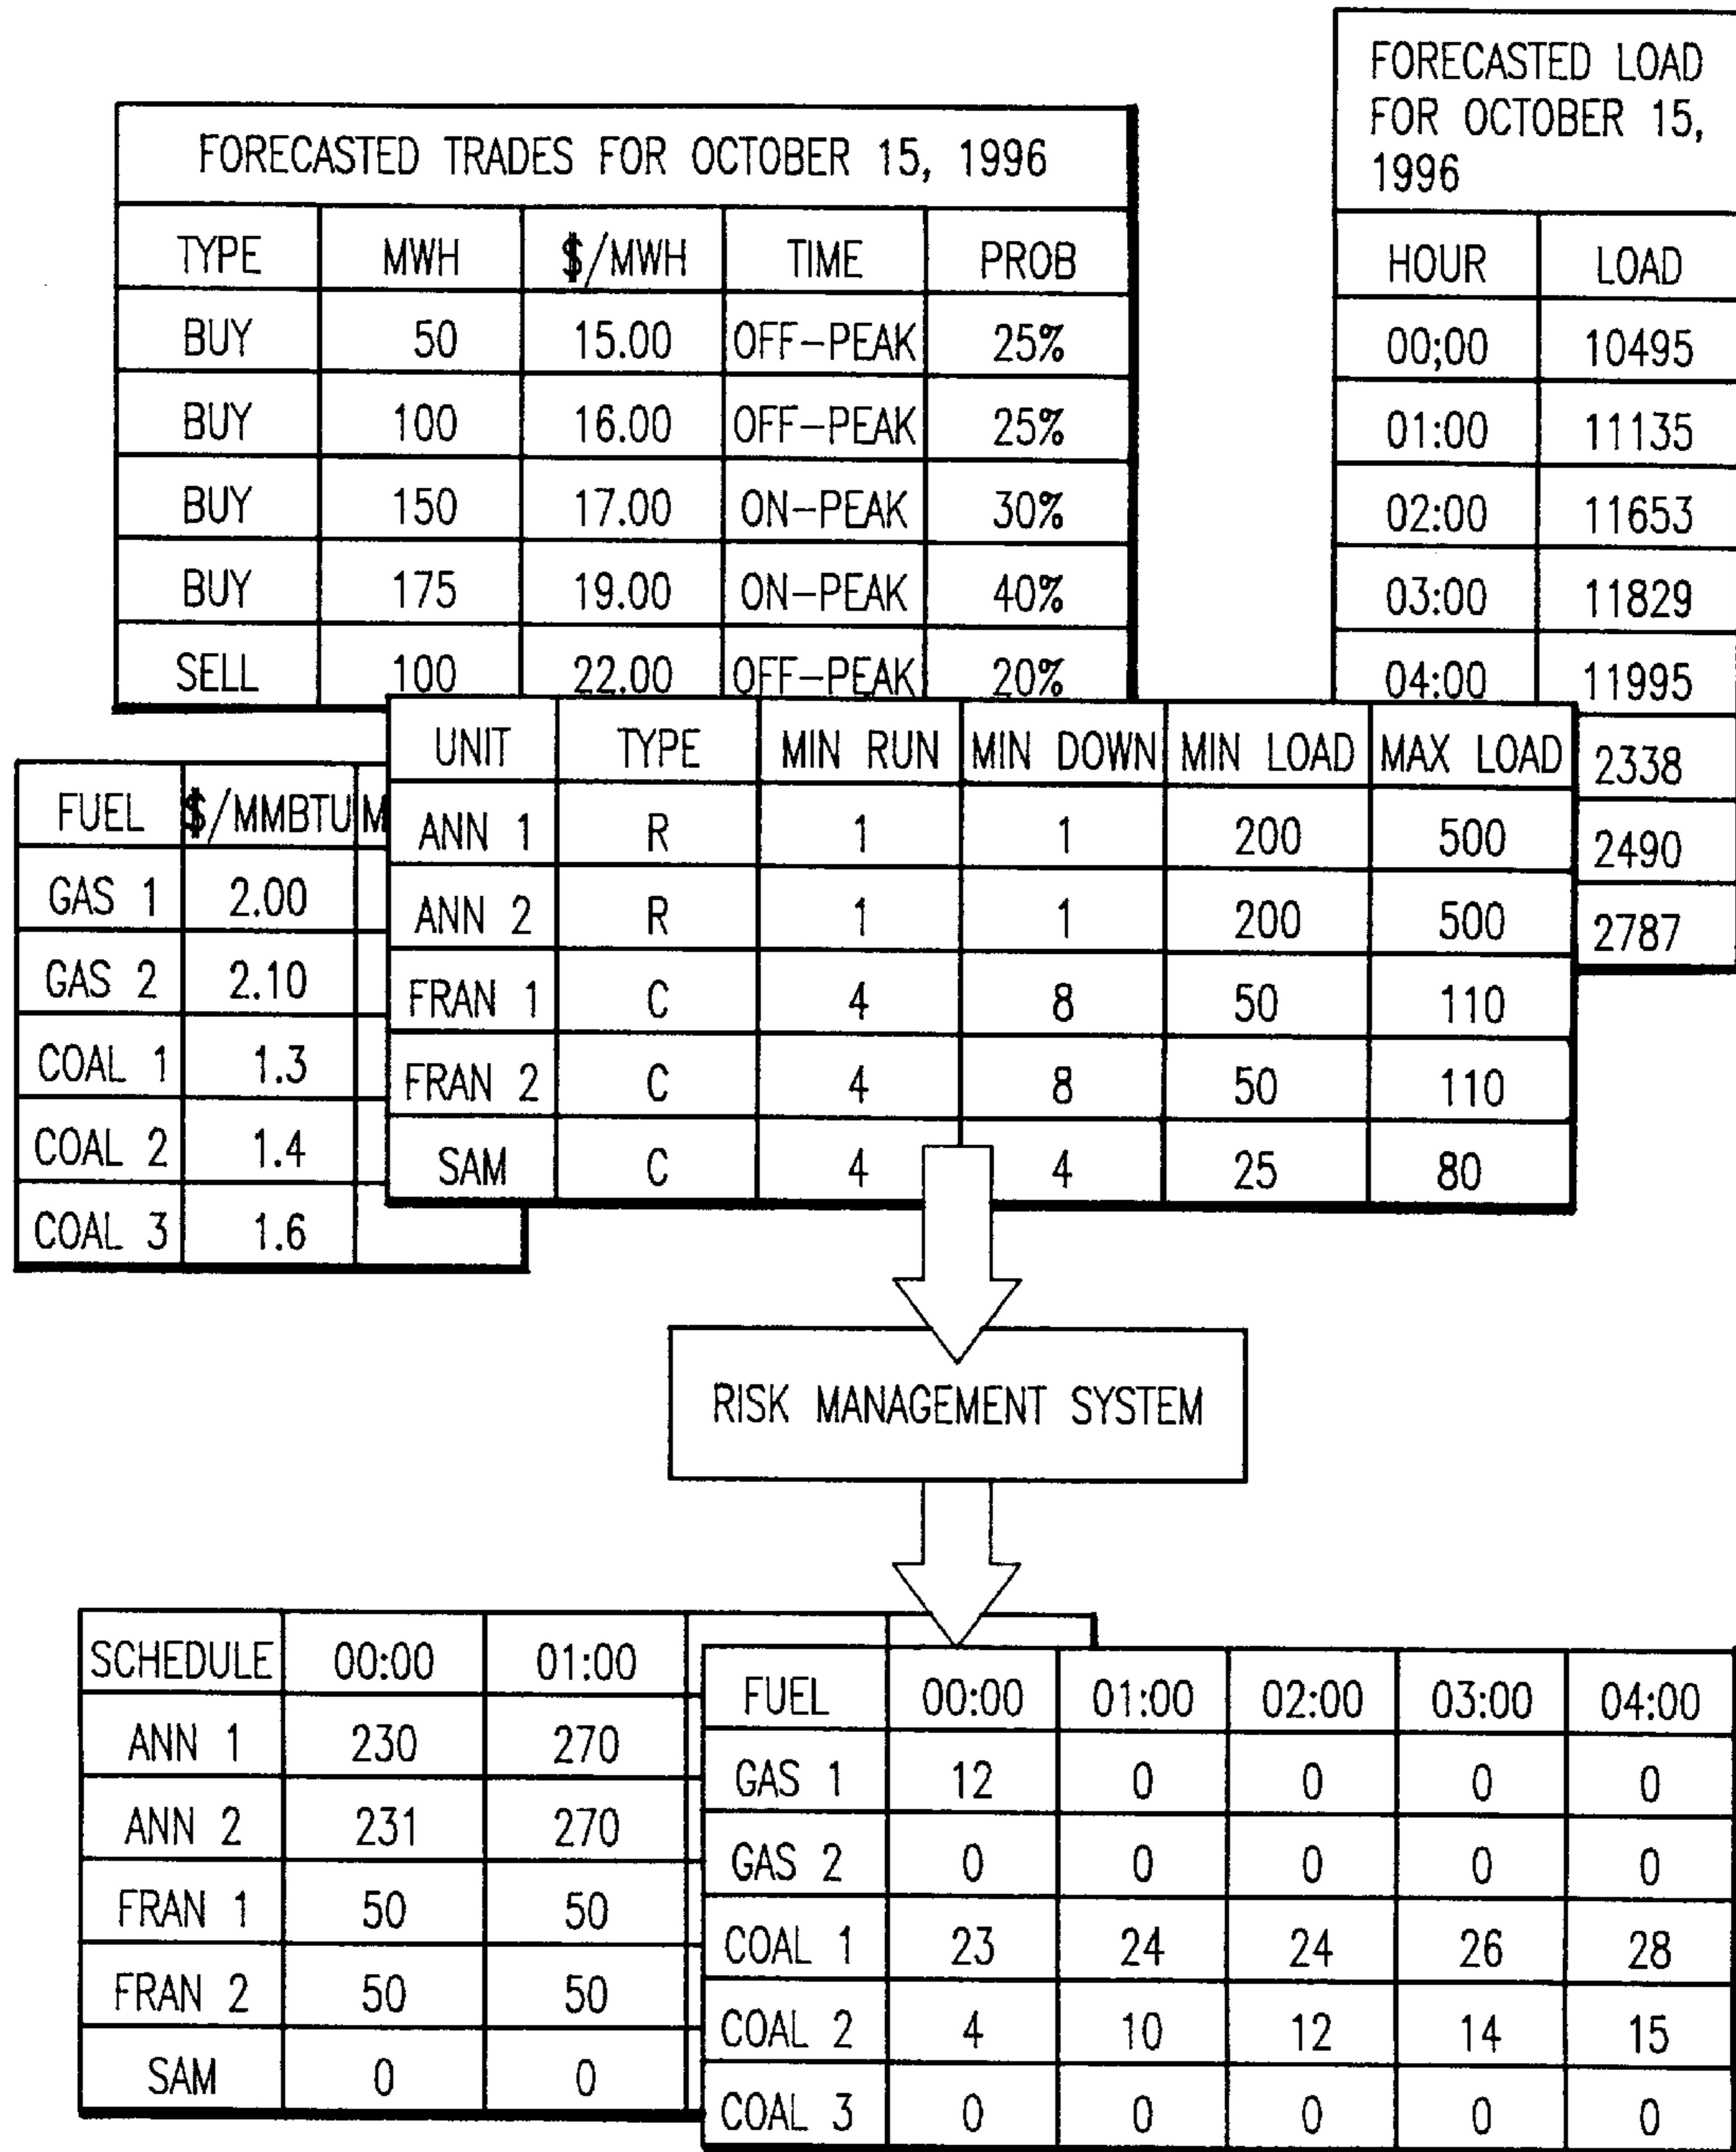 FORECASTED TRADES FOR OCTOBER 15, 1996
TYPE MWH $/MWH TIME PROB
BUY 50 15.00 OFF-PEAK 25%
BUY 100 16.00 OFF-PEAK 25%
BUY 150 17.00 ON-PEAK 30%
BUY 175 19.00 ON-PEAK 40%
SELL 100 22.00 OFF-PEAK 20%
FORECASTED LOAD
FOR OCTOBER 15,
1996
HOUR LOAD
00;00 10495
01:00 11135
02:00 11653
03:00 11829
04:00 11995
2338
2490
2787
FUEL $/MMBTU M
GAS 1 2.00
GAS 2 2.10
COAL 1 1.3
COAL 2 1.4
COAL 3 1.6
UNIT TYPE MIN RUN MIN DOWN MIN LOAD MAX LOAD
ANN 1 R 1 1 200 500
ANN 2 R 1 1 200 500
FRAN 1 C 4 8 50 110
FRAN 2 C 4 8 50 110
SAM C 4 4 25 80
RISK MANAGEMENT SYSTEM
SCHEDULE 00:00 01:00
ANN 1 230 270
ANN 2 231 270
FRAN 1 50 50
FRAN 2 50 50
SAM 0 0
FUEL 00:00 01:00 02:00 03:00 04:00
GAS 1 12 0 0 0 0
GAS 2 0 0 0 0 0
COAL 1 23 24 24 26 28
COAL 2 4 10 12 14 15
COAL 3 0 0 0 0 0